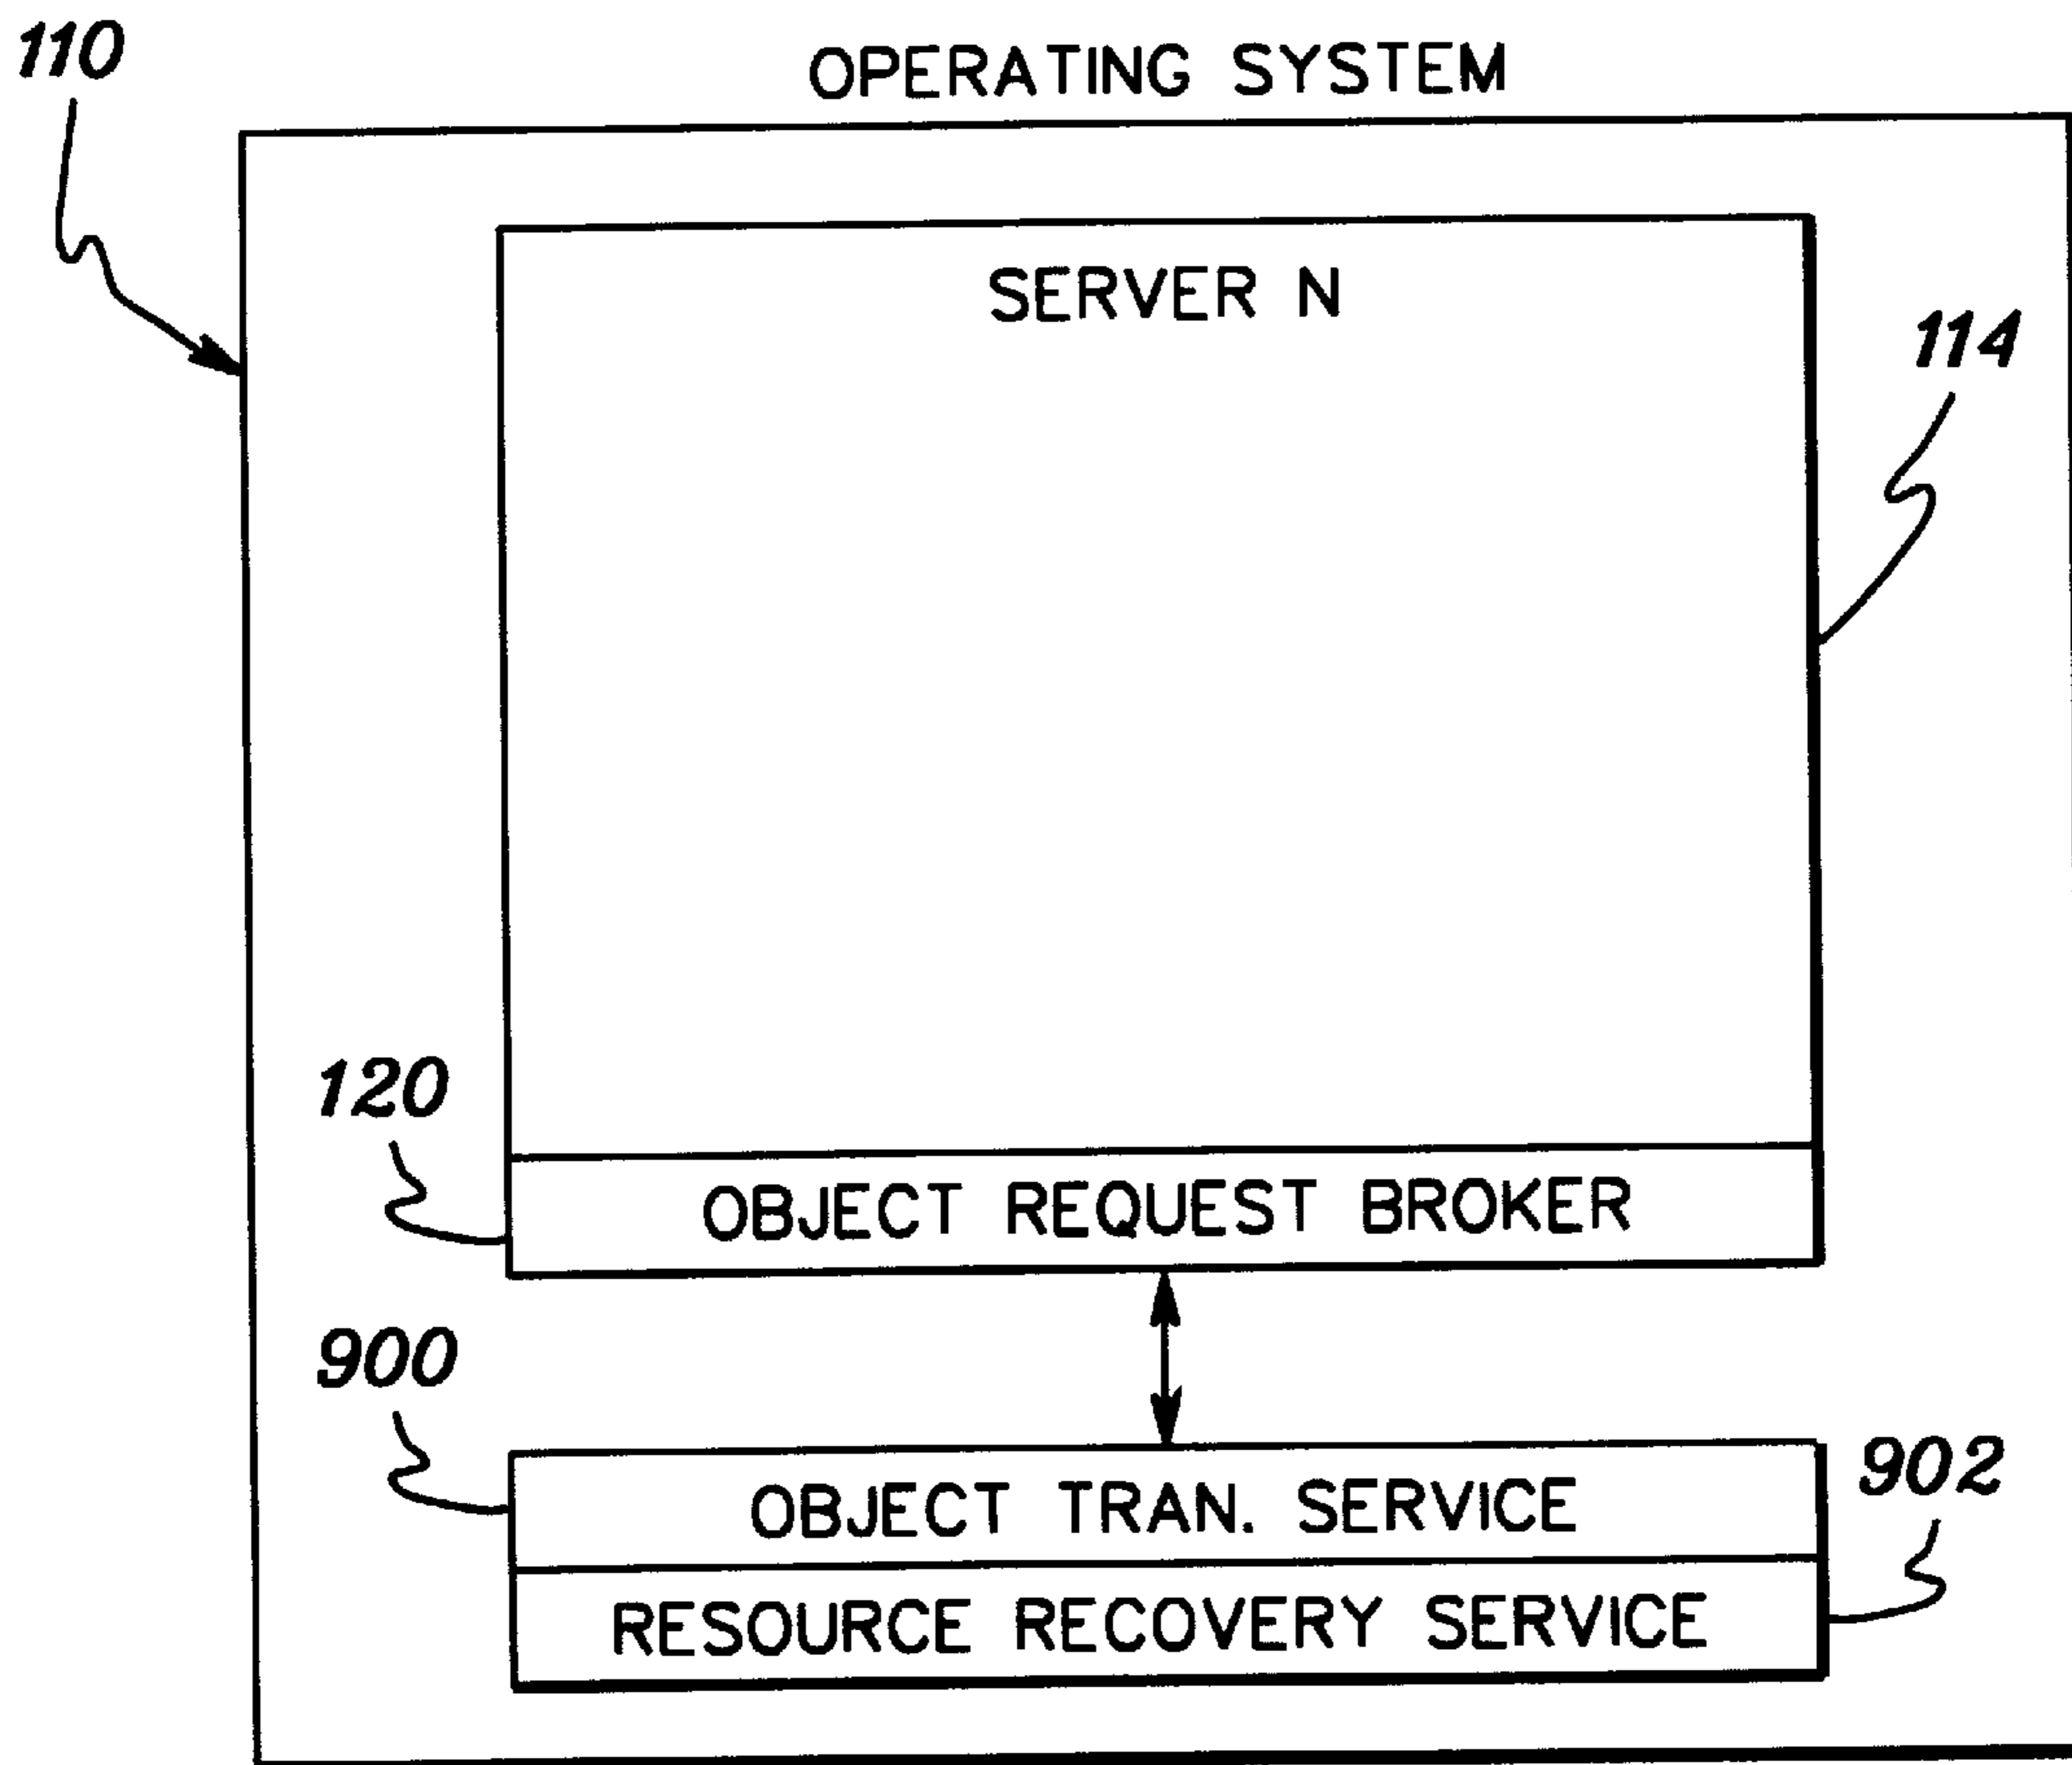 110
OPERATING SYSTEM
SERVER N
114
120
OBJECT REQUEST BROKER
900
OBJECT TRAN. SERVICE
902
RESOURCE RECOVERY SERVICE